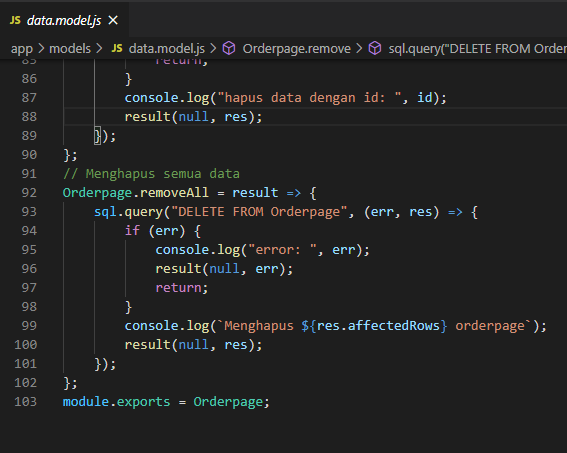 JS data.model.js ×
app > models > JS data.model.js > Orderpage.remove > sql.query("DELETE FROM Order
85 return;
86 }
87 console.log("hapus data dengan id: ", id);
88 result(null, res);
89 });
90 };
91 // Menghapus semua data
92 Orderpage.removeAll = result => {
93 sql.query("DELETE FROM Orderpage", (err, res) => {
94 if (err) {
95 console.log("error: ", err);
96 result(null, err);
97 return;
98 }
99 console.log(`Menghapus ${res.affectedRows} orderpage`);
100 result(null, res);
101 });
102 };
103 module.exports = Orderpage;